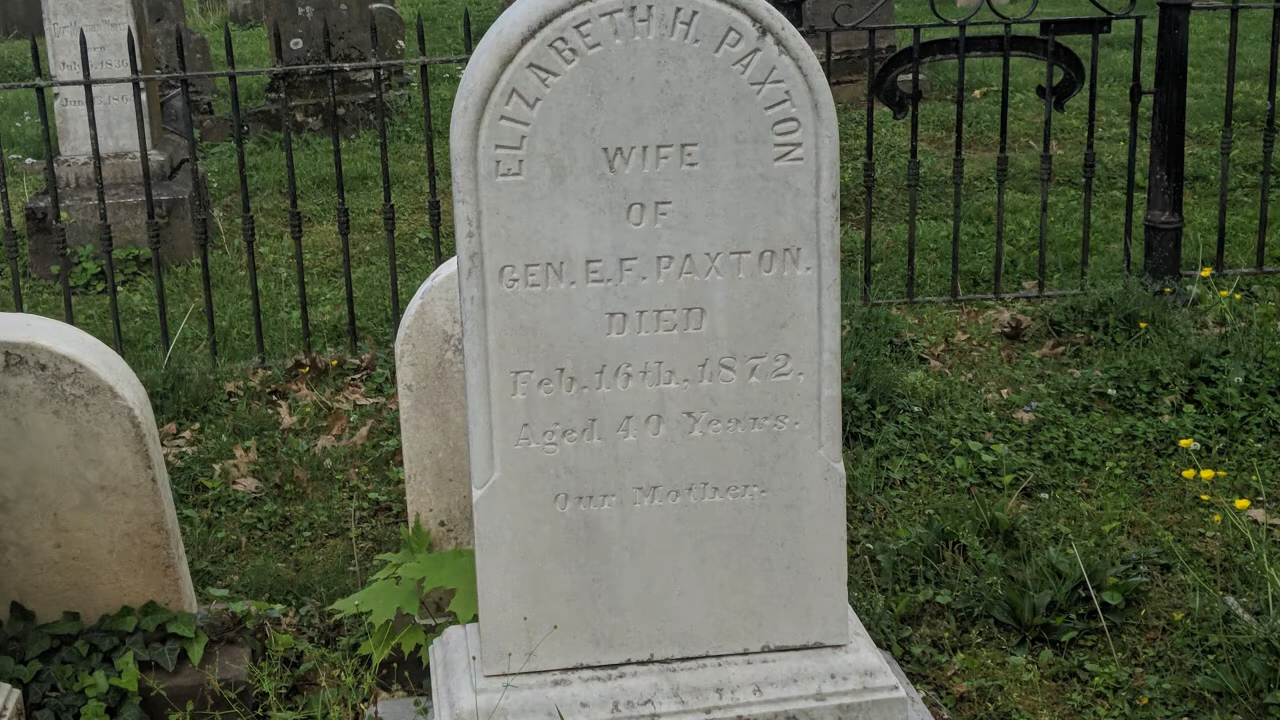 ELIZABETH H. PAXTON
WIFE
OF
GEN. E. F. PAXTON.
DIED
Feb. 16th, 1872,
Aged 40 Years.
Our Mother.